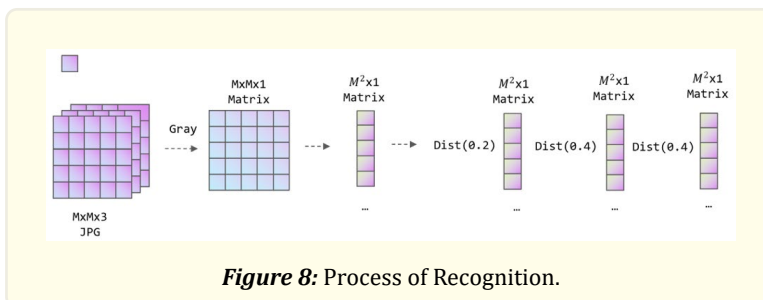 MxMx3
JPG
Gray
MxMx1
Matrix
M²x1
Matrix
…
Dist(0.2)
M²x1
Matrix
…
Dist(0.4)
M²x1
Matrix
…
Dist(0.4)
M²x1
Matrix
…
Figure 8: Process of Recognition.